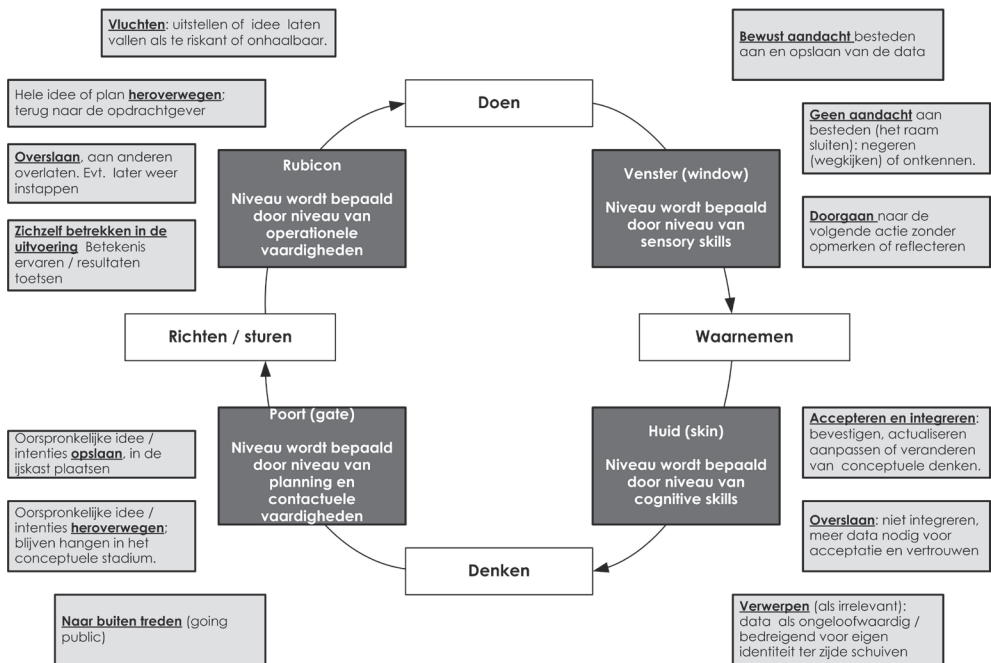 Vluchten: uitstellen of idee laten
vallen als te riskant of onhaalbaar.
Bewust aandacht besteden
aan en opslaan van de data
Hele idee of plan heroverwegen;
terug naar de opdrachtgever
Doen
Geen aandacht aan
besteden (het raam
sluiten): negeren
(wegkijken) of ontkennen.
Overslaan, aan anderen
overlaten. Evt. later weer
instappen
Rubicon
Niveau wordt bepaald
door niveau van
operationele
vaardigheden
Venster (window)
Niveau wordt bepaald
door niveau van
sensory skills
Doorgaan naar de
volgende actie zonder
opmerken of reflecteren
Zichzelf betrekken in de
uitvoering Betekenis
ervaren / resultaten
toetsen
Richten / sturen
Waarnemen
Poort (gate)
Niveau wordt bepaald
door niveau van
planning en
contactuele
vaardigheden
Huid (skin)
Niveau wordt bepaald
door niveau van
cognitive skills
Accepteren en integreren:
bevestigen, actualiseren
aanpassen of veranderen
van conceptuele denken.
Oorspronkelijke idee /
intenties opslaan, in de
ijskast plaatsen
Oorspronkelijke idee /
intenties heroverwegen;
blijven hangen in het
conceptuele stadium.
Overslaan: niet integreren,
meer data nodig voor
acceptatie en vertrouwen
Denken
Naar buiten treden (going
public)
Verwerpen (als irrelevant):
data als ongeloofwaardig /
bedreigend voor eigen
identiteit ter zijde schuiven